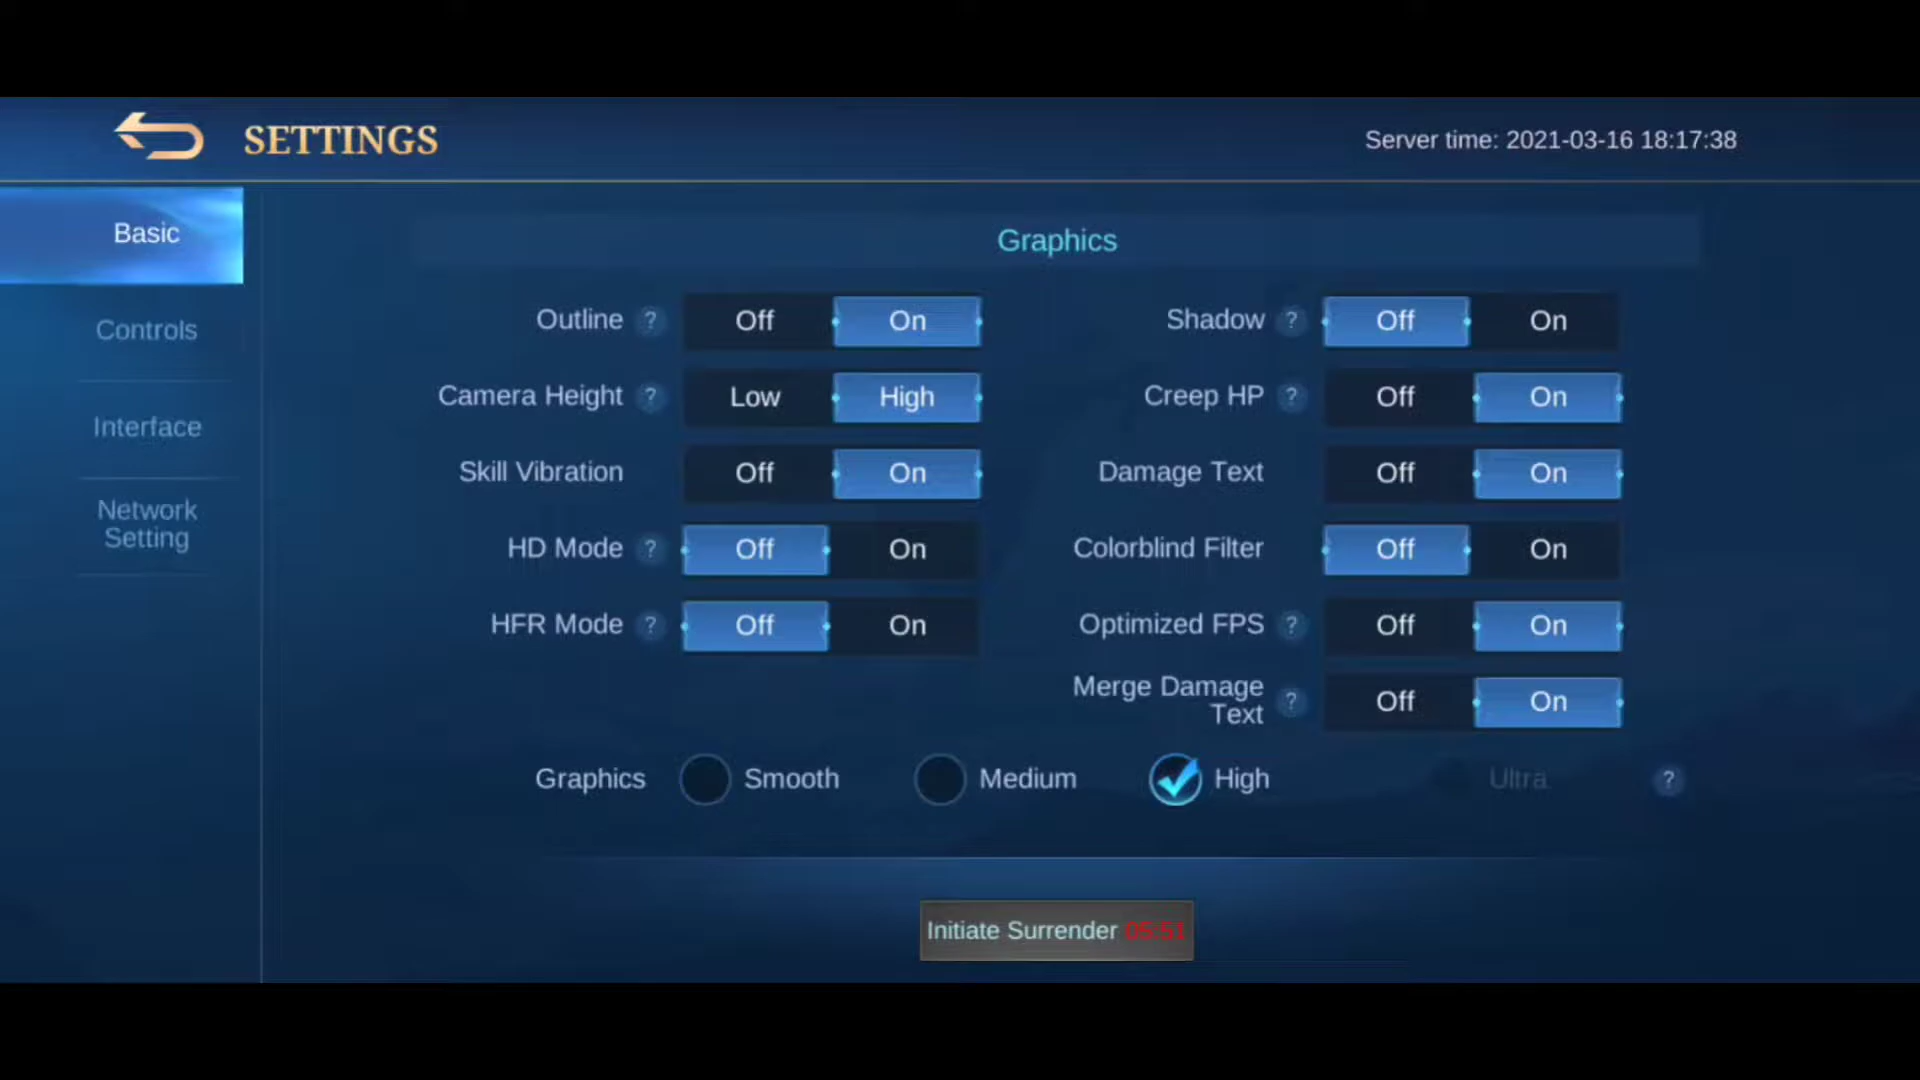 SETTINGS
Server time: 2021-03-16 18:17:38
Basic
Controls
Interface
Network
Setting
Graphics
Outline ? Off On
Shadow ? Off On
Camera Height ? Low High
Creep HP ? Off On
Skill Vibration Off On
Damage Text Off On
HD Mode ? Off On
Colorblind Filter Off On
HFR Mode ? Off On
Optimized FPS ? Off On
Merge Damage
Text ? Off On
Graphics Smooth Medium High Ultra ?
Initiate Surrender 05:51